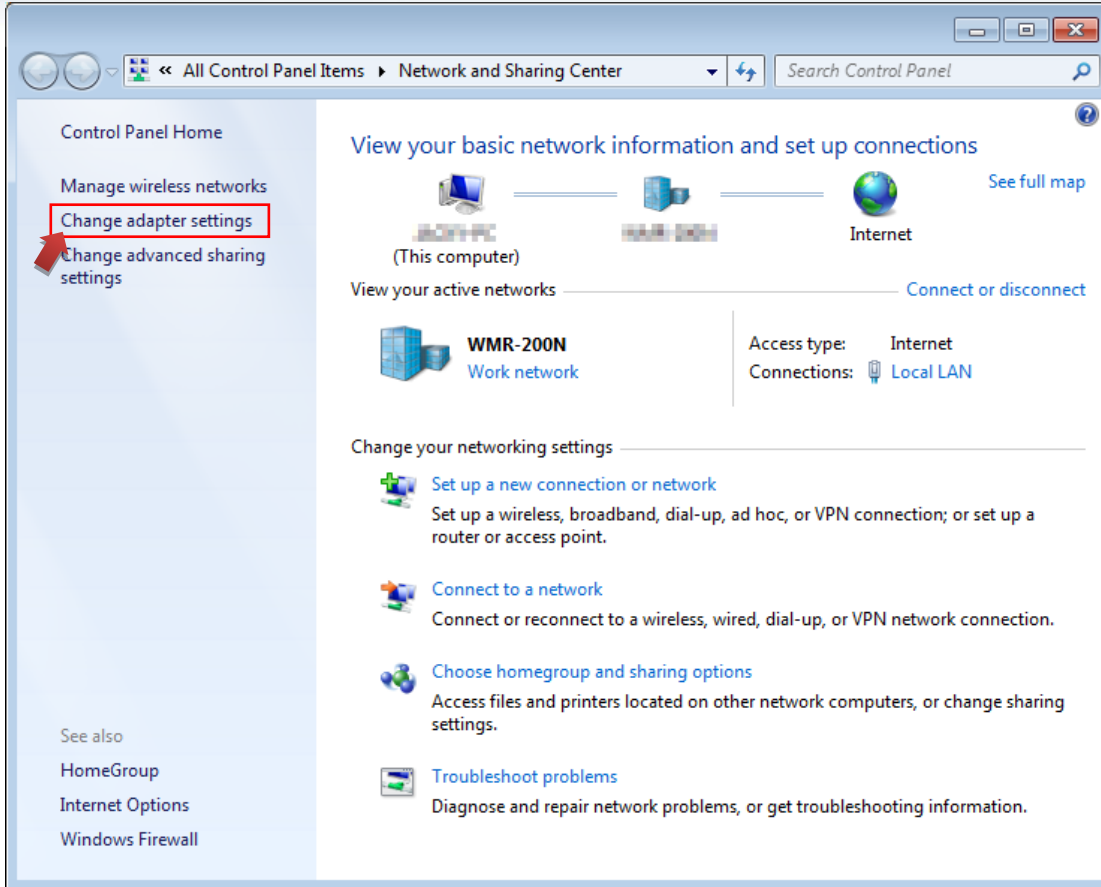 « All Control Panel Items ▸ Network and Sharing Center
Search Control Panel
Control Panel Home
Manage wireless networks
Change adapter settings
Change advanced sharing
settings
View your basic network information and set up connections
See full map
(This computer)
Internet
View your active networks
Connect or disconnect
WMR-200N
Work network
Access type: Internet
Connections: Local LAN
Change your networking settings
Set up a new connection or network
Set up a wireless, broadband, dial-up, ad hoc, or VPN connection; or set up a
router or access point.
Connect to a network
Connect or reconnect to a wireless, wired, dial-up, or VPN network connection.
Choose homegroup and sharing options
Access files and printers located on other network computers, or change sharing
settings.
Troubleshoot problems
Diagnose and repair network problems, or get troubleshooting information.
See also
HomeGroup
Internet Options
Windows Firewall